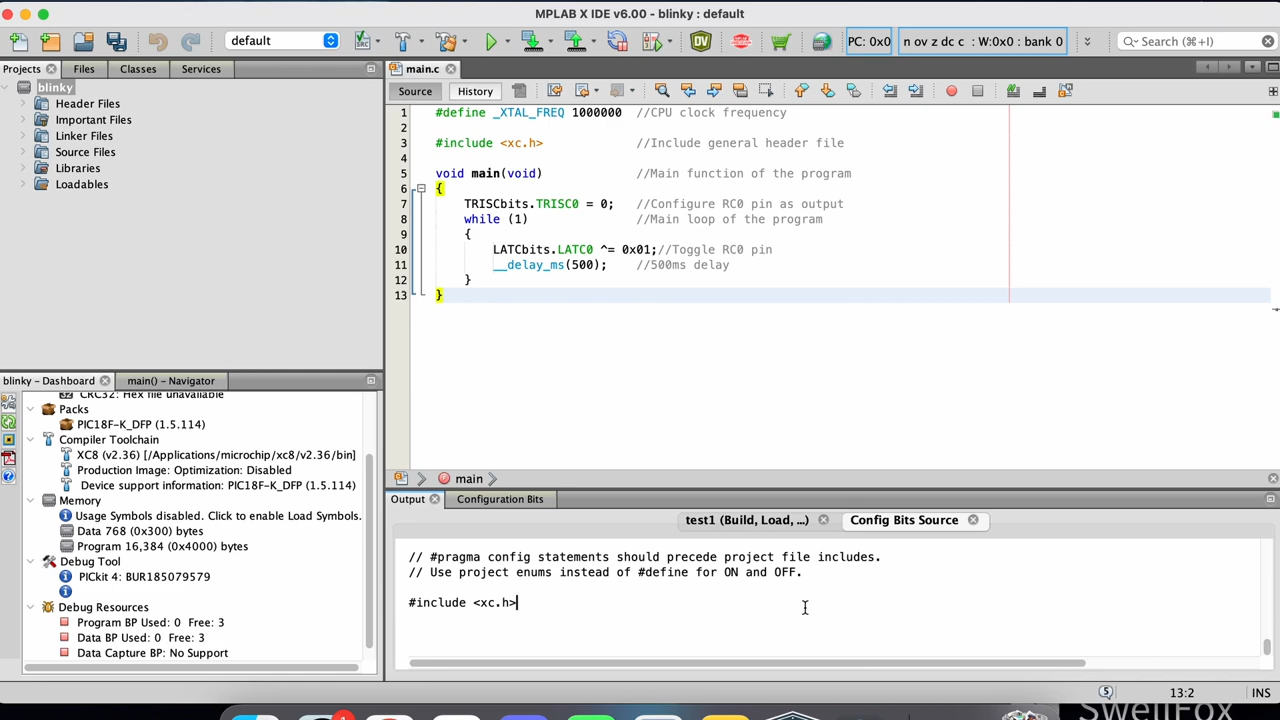 MPLAB X IDE v6.00 - blinky : default
default
PC: 0x0
n ov z dc c : W:0x0 : bank 0
Search (⌘+I)
Projects
Files
Classes
Services
blinky
Header Files
Important Files
Linker Files
Source Files
Libraries
Loadables
main.c
Source
History
1 #define _XTAL_FREQ 1000000 //CPU clock frequency
2
3 #include <xc.h> //Include general header file
4
5 void main(void) //Main function of the program
6 {
7 TRISCbits.TRISC0 = 0; //Configure RC0 pin as output
8 while (1) //Main loop of the program
9 {
10 LATCbits.LATC0 ^= 0x01;//Toggle RC0 pin
11 __delay_ms(500); //500ms delay
12 }
13 }
main
blinky – Dashboard
main() – Navigator
CRC32: Hex file unavailable
Packs
PIC18F-K_DFP (1.5.114)
Compiler Toolchain
XC8 (v2.36) [/Applications/microchip/xc8/v2.36/bin]
Production Image: Optimization: Disabled
Device support information: PIC18F-K_DFP (1.5.114)
Memory
Usage Symbols disabled. Click to enable Load Symbols.
Data 768 (0x300) bytes
Program 16,384 (0x4000) bytes
Debug Tool
PICkit 4: BUR185079579
Debug Resources
Program BP Used: 0 Free: 3
Data BP Used: 0 Free: 3
Data Capture BP: No Support
Output
Configuration Bits
test1 (Build, Load, ...)
Config Bits Source
// #pragma config statements should precede project file includes.
// Use project enums instead of #define for ON and OFF.
#include <xc.h>
5
13:2
INS
SwellFox